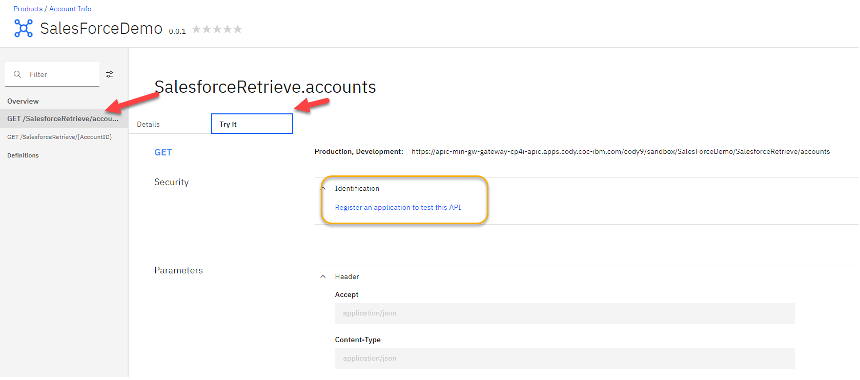 Products / Account Info
SalesForceDemo 0.0.1
Filter
Overview
GET /SalesforceRetrieve/accou...
GET /SalesforceRetrieve/{AccountID}
Definitions
SalesforceRetrieve.accounts
Details
Try It
GET
Production, Development: https://apic-min-gw-gateway-cp4i-apic.apps.cody.coc-ibm.com/cody9/sandbox/SalesForceDemo/SalesforceRetrieve/accounts
Security
Identification
Register an application to test this API
Parameters
Header
Accept
application/json
Content-Type
application/json